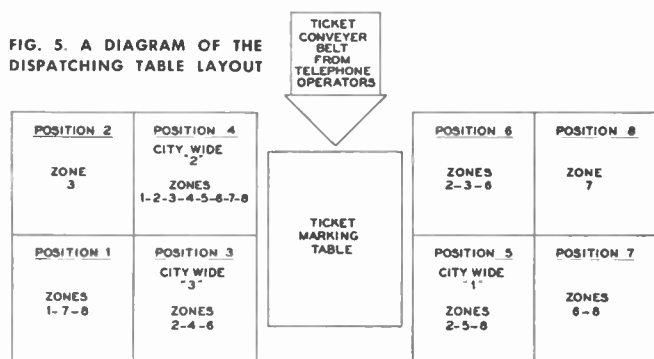 FIG. 5. A DIAGRAM OF THE
DISPATCHING TABLE LAYOUT
TICKET
CONVEYER
BELT
FROM
TELEPHONE
OPERATORS
POSITION 2
ZONE
3
POSITION 4
CITY WIDE
"2"
ZONES
1-2-3-4-5-6-7-8
POSITION 1
ZONES
1-7-8
POSITION 3
CITY WIDE
"3"
ZONES
2-4-6
TICKET
MARKING
TABLE
POSITION 6
ZONES
2-3-6
POSITION 8
ZONE
7
POSITION 5
CITY WIDE
"1"
ZONES
2-5-8
POSITION 7
ZONES
6-8